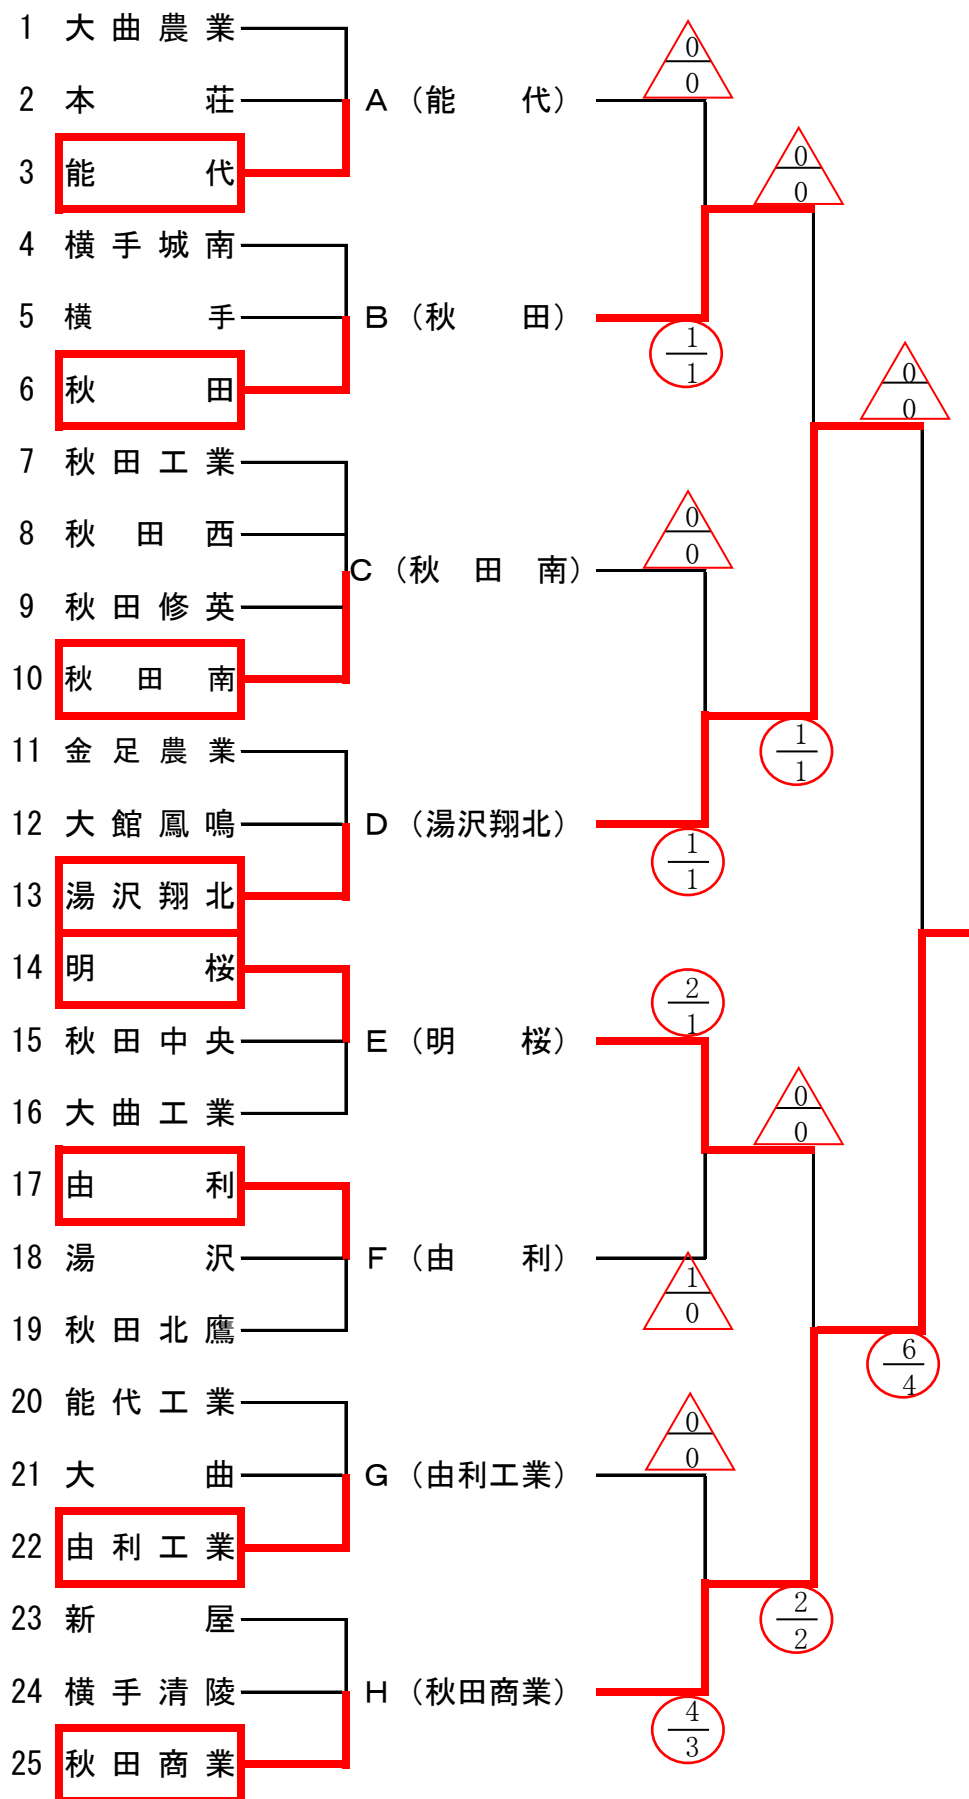 1 大曲農業
0
0
2 本荘 A（能代）
0
0
3 能代
4 横手城南
5 横手 B（秋田）
1
1
6 秋田
0
0
7 秋田工業
0
0
8 秋田西
C（秋田南）
9 秋田修英
10 秋田南
1
1
11 金足農業
12 大館鳳鳴 D（湯沢翔北）
1
1
13 湯沢翔北
14 明桜
2
1
15 秋田中央 E（明桜）
0
0
16 大曲工業
17 由利
18 湯沢 F（由利）
1
0
19 秋田北鷹
6
4
20 能代工業
0
0
21 大曲 G（由利工業）
22 由利工業
2
2
23 新屋
24 横手清陵 H（秋田商業）
4
3
25 秋田商業